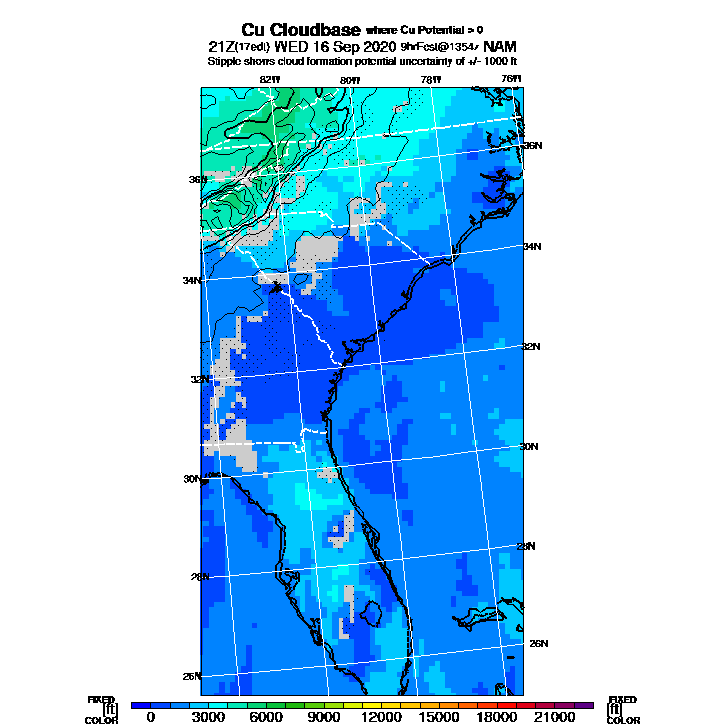 Cu Cloudbase where Cu Potential > 0
21Z(17edt) WED 16 Sep 2020 9hrFcst@1354z NAM
Stipple shows cloud formation potential uncertainty of +/- 1000 ft
82W 80W 78W 76W
36N 36N
34N 34N
32N 32N
30N 30N
28N 28N
26N 26N
FIXED [ft] COLOR
0 3000 6000 9000 12000 15000 18000 21000
FIXED [ft] COLOR